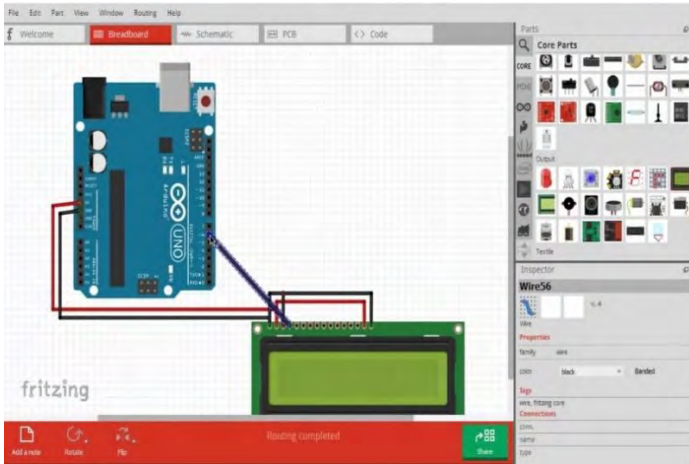 File Edit Part View Window Routing Help
Welcome Breadboard Schematic PCB Code
Parts
Core Parts
CORE
MINE
Output
Arduino
UNO
Textile
Inspector
Wire56
Wire
Properties
family wire
color black Banded
Tags
wire, fritzing core
Connections
conn.
name
type
fritzing
Add a note Rotate Flip Routing completed Share